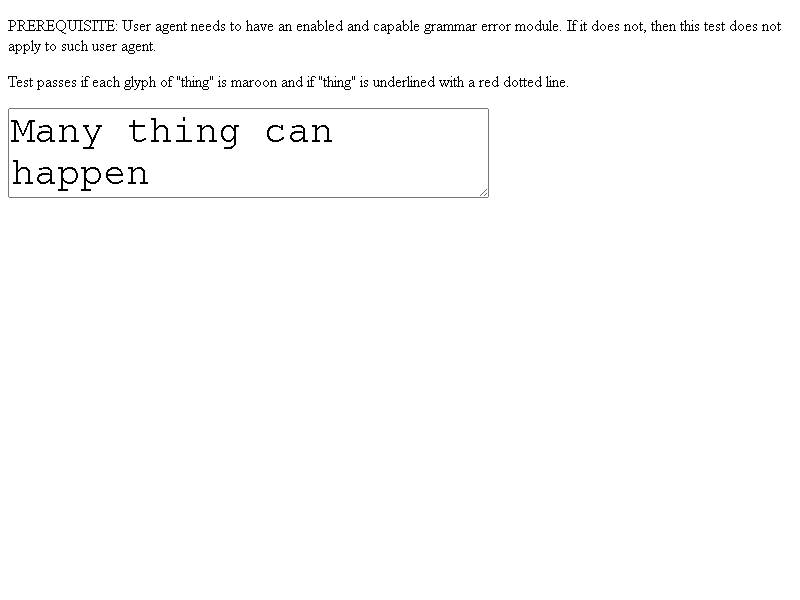 PREREQUISITE: User agent needs to have an enabled and capable grammar error module. If it does not, then this test does not
apply to such user agent.
Test passes if each glyph of "thing" is maroon and if "thing" is underlined with a red dotted line.
Many thing can
happen